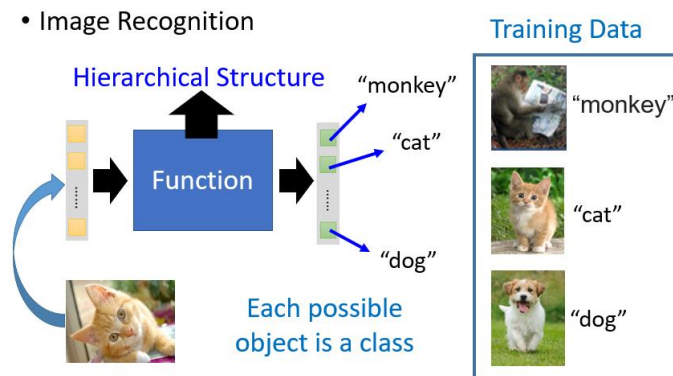 • Image Recognition
Training Data
Hierarchical Structure
"monkey"
"cat"
"dog"
Function
......
......
Each possible
object is a class
"monkey"
"cat"
"dog"